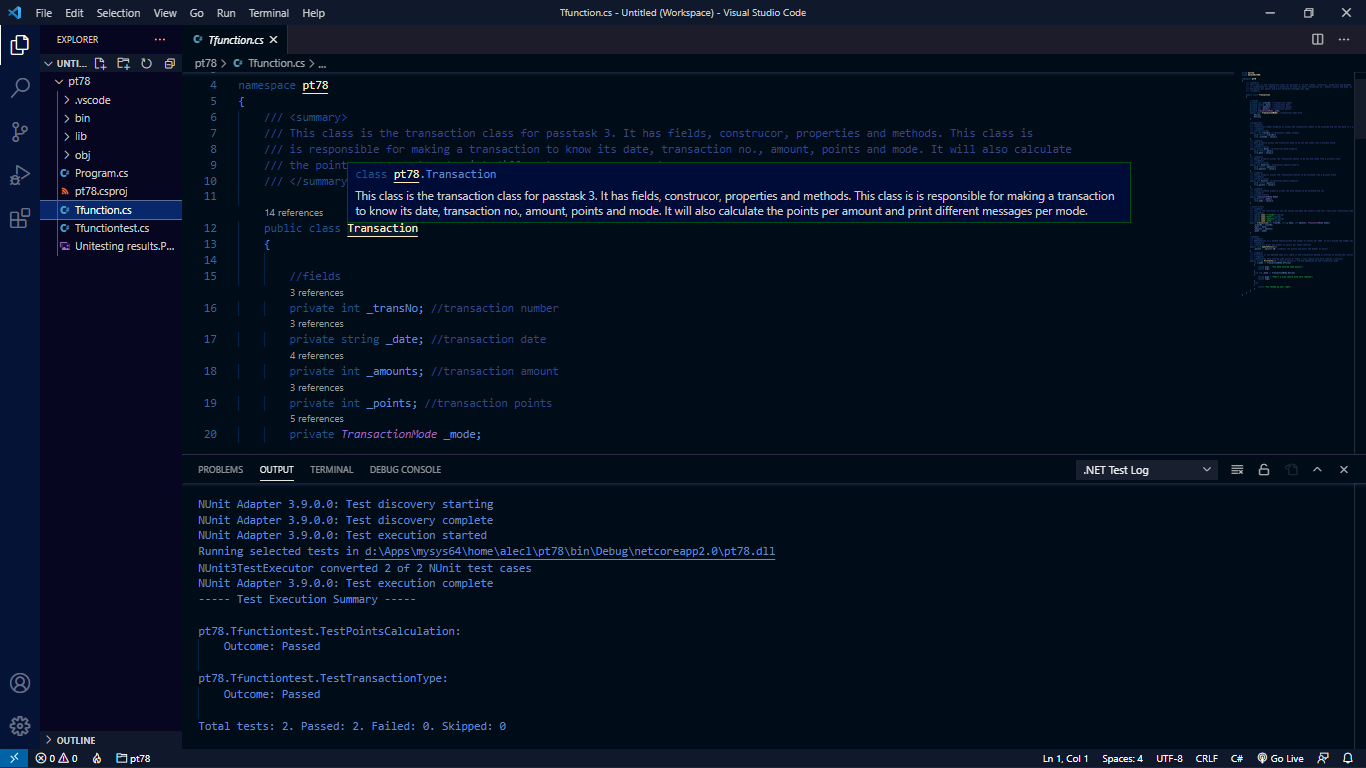 File Edit Selection View Go Run Terminal Help
Tfunction.cs - Untitled (Workspace) - Visual Studio Code
EXPLORER
UNTI...
pt78
.vscode
bin
lib
obj
Program.cs
pt78.csproj
Tfunction.cs
Tfunctiontest.cs
Unitesting results.P...
OUTLINE
Tfunction.cs
pt78 > Tfunction.cs > ...
4 namespace pt78
5 {
6 /// <summary>
7 /// This class is the transaction class for passtask 3. It has fields, construcor, properties and methods. This class is
8 /// is responsible for making a transaction to know its date, transaction no., amount, points and mode. It will also calculate
9 /// the points
10 /// </summary
11
class pt78.Transaction
This class is the transaction class for passtask 3. It has fields, construcor, properties and methods. This class is is responsible for making a transaction
to know its date, transaction no., amount, points and mode. It will also calculate the points per amount and print different messages per mode.
14 references
12 public class Transaction
13 {
14
15 //fields
3 references
16 private int _transNo; //transaction number
3 references
17 private string _date; //transaction date
4 references
18 private int _amounts; //transaction amount
3 references
19 private int _points; //transaction points
5 references
20 private TransactionMode _mode;
PROBLEMS OUTPUT TERMINAL DEBUG CONSOLE
.NET Test Log
NUnit Adapter 3.9.0.0: Test discovery starting
NUnit Adapter 3.9.0.0: Test discovery complete
NUnit Adapter 3.9.0.0: Test execution started
Running selected tests in d:\Apps\mysys64\home\alecl\pt78\bin\Debug\netcoreapp2.0\pt78.dll
NUnit3TestExecutor converted 2 of 2 NUnit test cases
NUnit Adapter 3.9.0.0: Test execution complete
----- Test Execution Summary -----
pt78.Tfunctiontest.TestPointsCalculation:
Outcome: Passed
pt78.Tfunctiontest.TestTransactionType:
Outcome: Passed
Total tests: 2. Passed: 2. Failed: 0. Skipped: 0
0 0 pt78
Ln 1, Col 1 Spaces: 4 UTF-8 CRLF C# Go Live